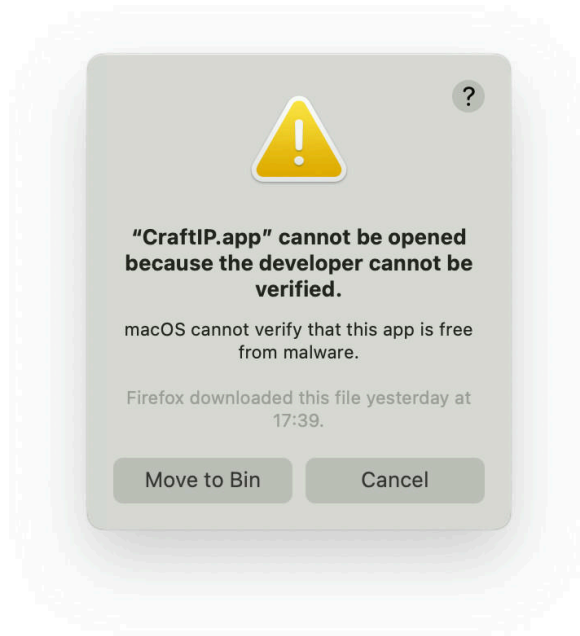 ?
“CraftIP.app” cannot be opened
because the developer cannot be
verified.
macOS cannot verify that this app is free
from malware.
Firefox downloaded this file yesterday at
17:39.
Move to Bin
Cancel